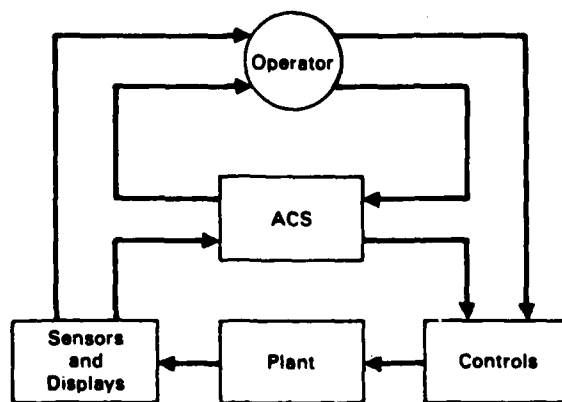 Operator
ACS
Sensors
and
Displays
Plant
Controls